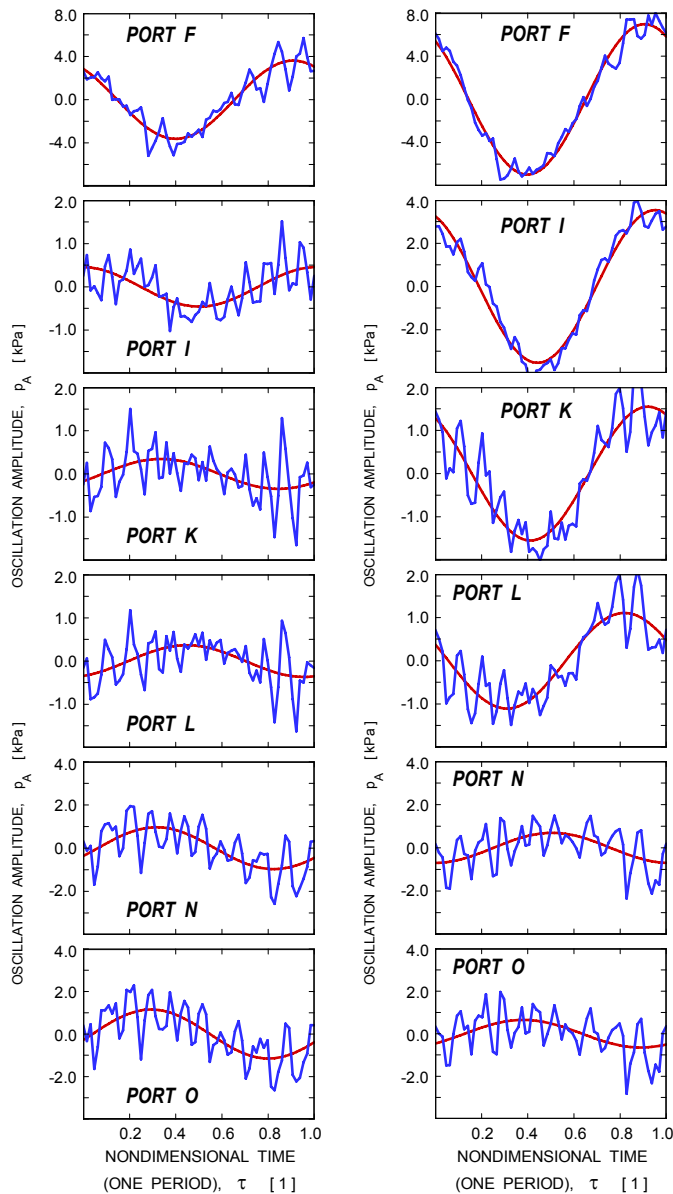 8.0
4.0
0.0
-4.0
PORT F
8.0
4.0
0.0
-4.0
PORT F
2.0
1.0
0.0
-1.0
PORT I
4.0
2.0
0.0
-2.0
PORT I
2.0
1.0
0.0
-1.0
PORT K
2.0
1.0
0.0
-1.0
PORT K
2.0
1.0
0.0
-1.0
PORT L
2.0
1.0
0.0
-1.0
PORT L
4.0
2.0
0.0
-2.0
PORT N
4.0
2.0
0.0
-2.0
PORT N
4.0
2.0
0.0
-2.0
PORT O
4.0
2.0
0.0
-2.0
PORT O
OSCILLATION AMPLITUDE, p_A [kPa]
OSCILLATION AMPLITUDE, p_A [kPa]
OSCILLATION AMPLITUDE, p_A [kPa]
OSCILLATION AMPLITUDE, p_A [kPa]
0.2 0.4 0.6 0.8 1.0
NONDIMENSIONAL TIME
(ONE PERIOD), τ [1]
0.2 0.4 0.6 0.8 1.0
NONDIMENSIONAL TIME
(ONE PERIOD), τ [1]